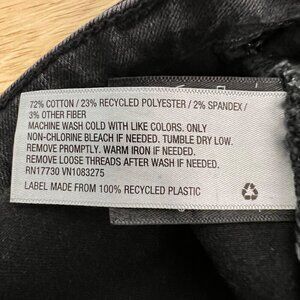 72% COTTON / 23% RECYCLED POLYESTER / 2% SPANDEX /
3% OTHER FIBER
MACHINE WASH COLD WITH LIKE COLORS. ONLY
NON-CHLORINE BLEACH IF NEEDED. TUMBLE DRY LOW.
REMOVE PROMPTLY. WARM IRON IF NEEDED.
REMOVE LOOSE THREADS AFTER WASH IF NEEDED.
RN17730 VN1083275
LABEL MADE FROM 100% RECYCLED PLASTIC